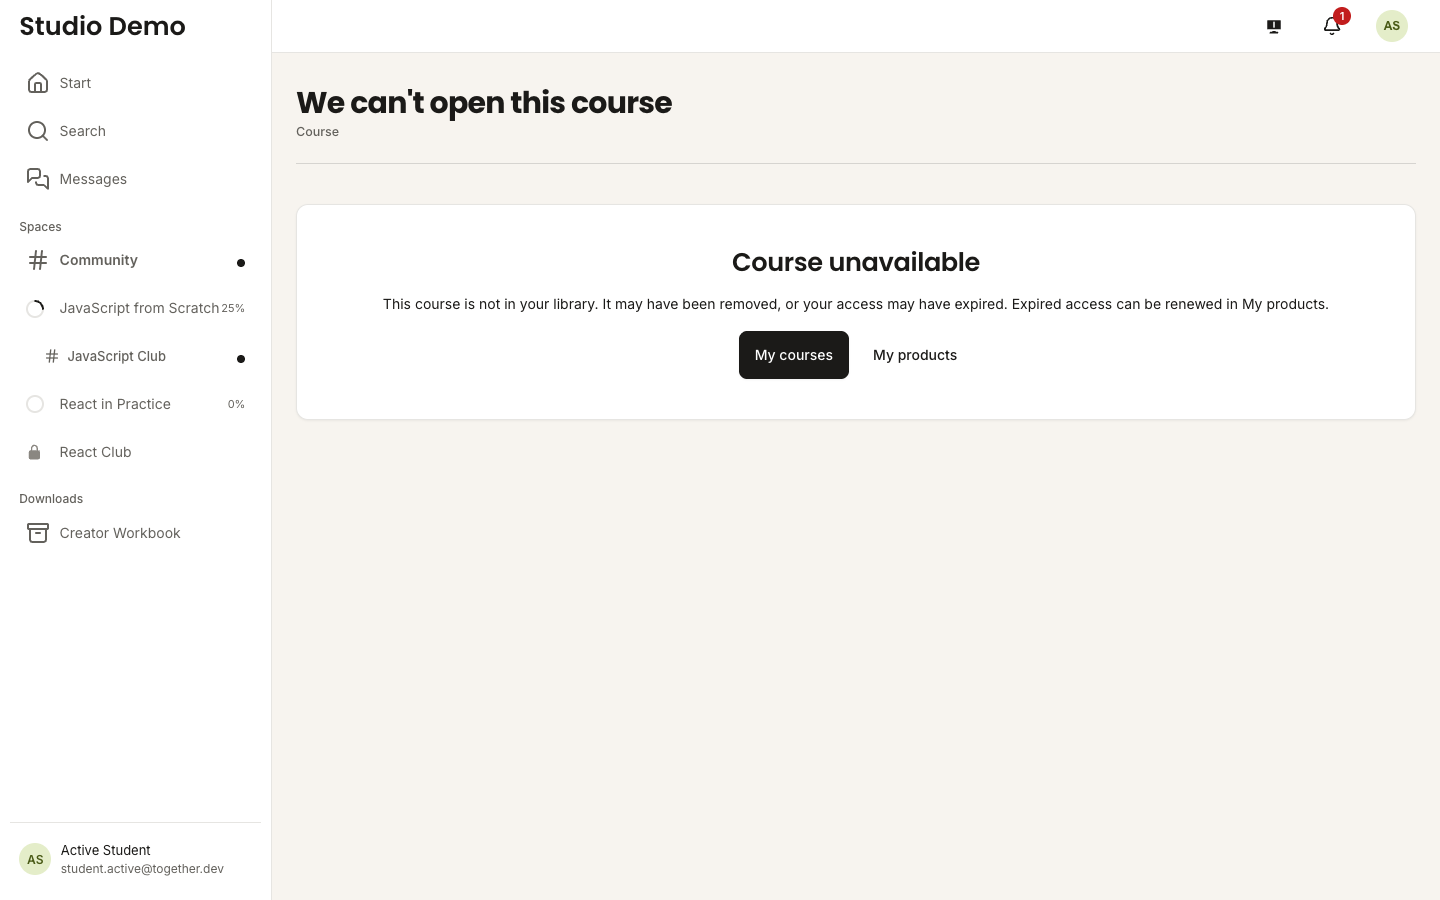 Studio Demo
1
AS
Start
Search
Messages
Spaces
Community
JavaScript from Scratch 25%
JavaScript Club
React in Practice 0%
React Club
Downloads
Creator Workbook
AS
Active Student
student.active@together.dev
We can't open this course
Course
Course unavailable
This course is not in your library. It may have been removed, or your access may have expired. Expired access can be renewed in My products.
My courses
My products